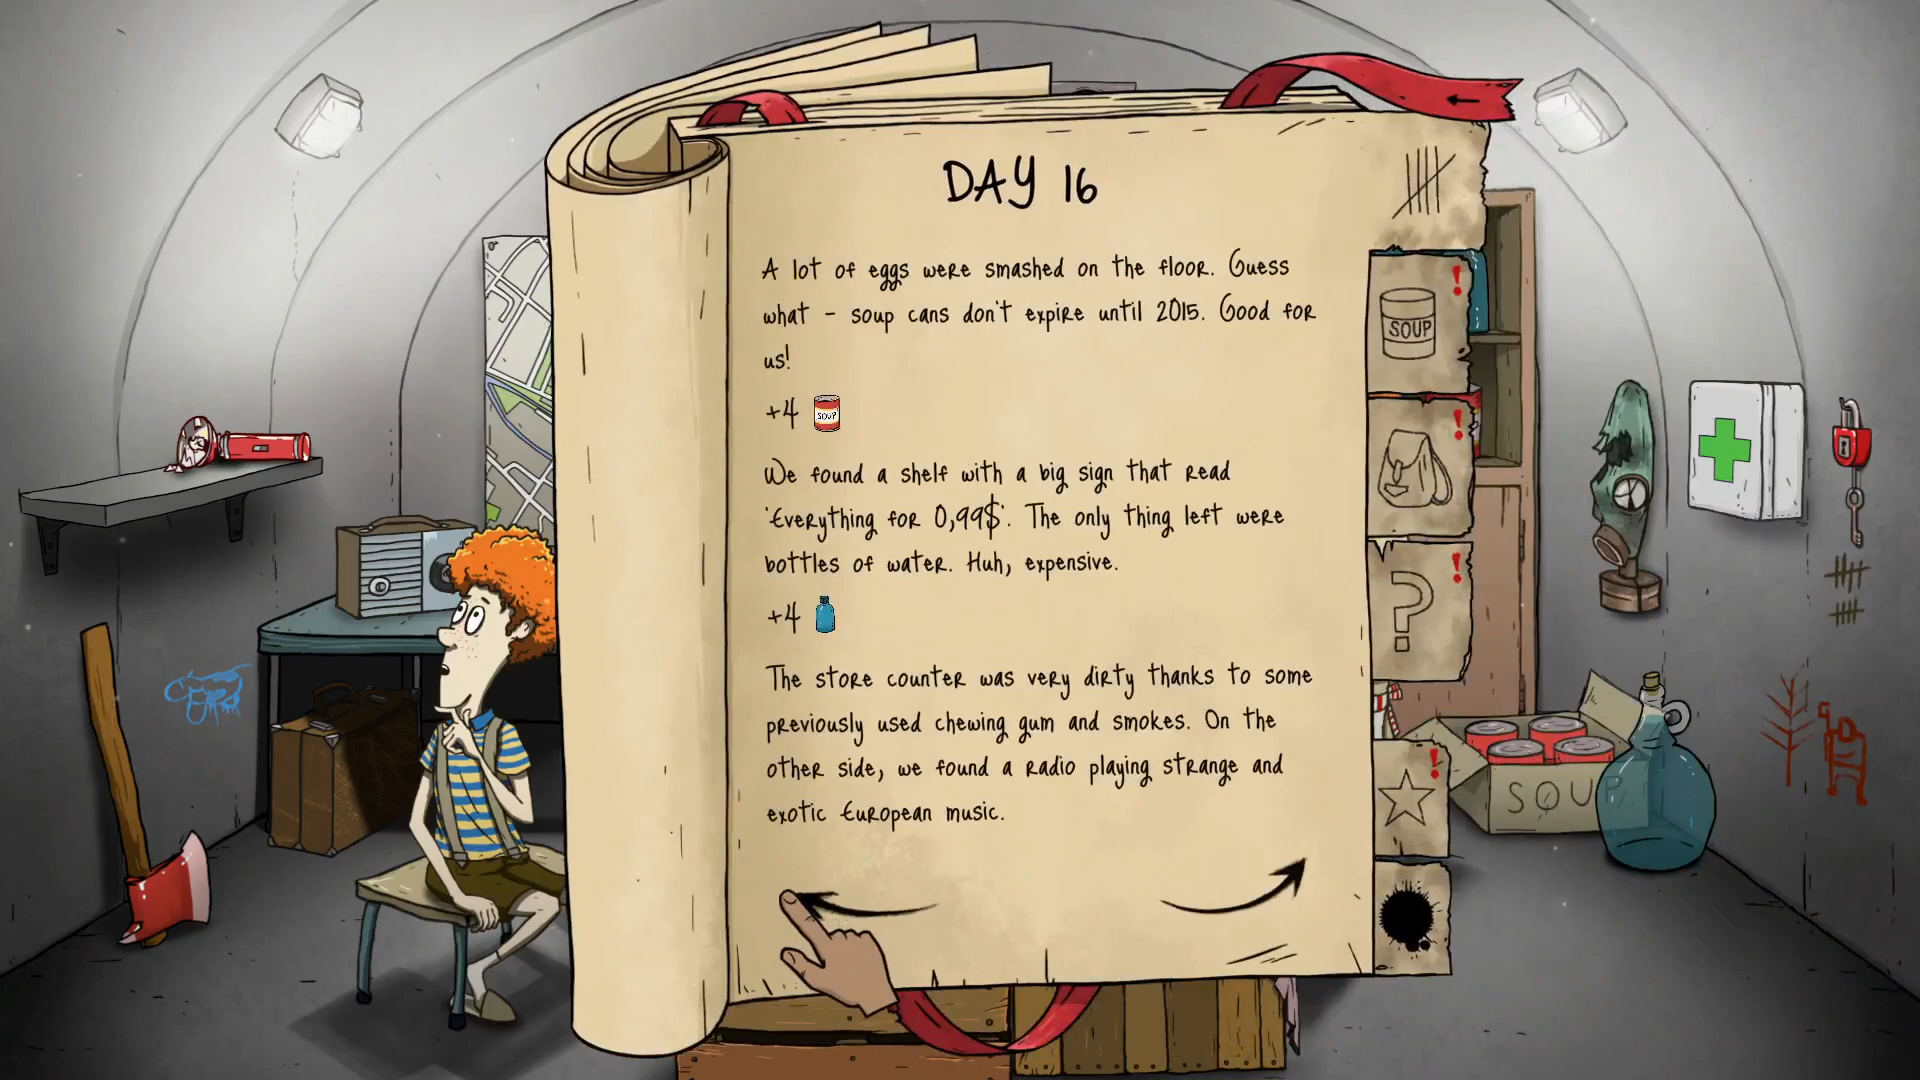 DAY 16
A lot of eggs were smashed on the floor. Guess
what - soup cans don't expire until 2015. Good for
us!
+4 SOUP
We found a shelf with a big sign that read
'Everything for 0,99$'. The only thing left were
bottles of water. Huh, expensive.
+4
The store counter was very dirty thanks to some
previously used chewing gum and smokes. On the
other side, we found a radio playing strange and
exotic European music.
!
SOUP
!
!
?
!
SOUP